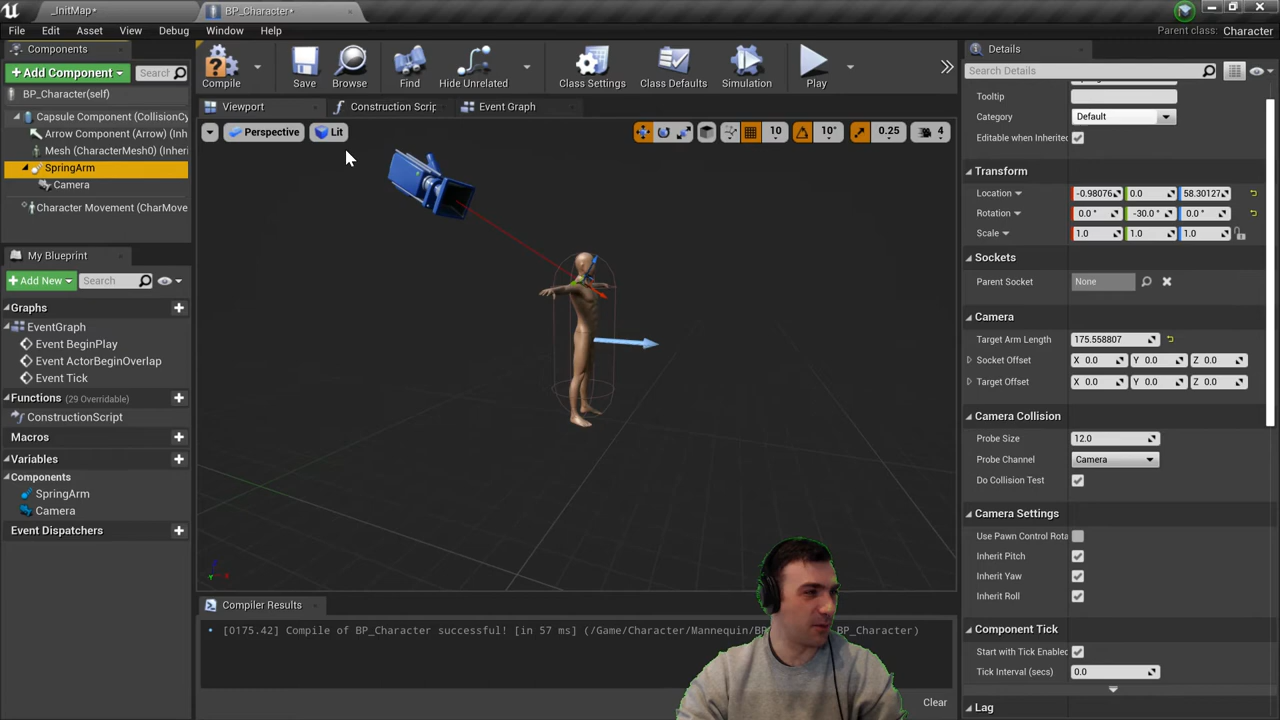 _InitMap*
BP_Character*
File
Edit
Asset
View
Debug
Window
Help
Parent class: Character
Components
Add Component
Search
BP_Character(self)
Capsule Component (CollisionCy
Arrow Component (Arrow) (Inh
Mesh (CharacterMesh0) (Inheri
SpringArm
Camera
Character Movement (CharMove
My Blueprint
Add New
Search
Graphs
EventGraph
Event BeginPlay
Event ActorBeginOverlap
Event Tick
Functions (29 Overridable)
ConstructionScript
Macros
Variables
Components
SpringArm
Camera
Event Dispatchers
Compile
Save
Browse
Find
Hide Unrelated
Class Settings
Class Defaults
Simulation
Play
Viewport
Construction Scrip
Event Graph
Perspective
Lit
10
10°
0.25
4
Compiler Results
[0175.42] Compile of BP_Character successful! [in 57 ms] (/Game/Character/Mannequin/BP BP_Character)
Clear
Details
Search Details
Tooltip
Category
Default
Editable when Inherited
Transform
Location
-0.98076
0.0
58.30127
Rotation
0.0 °
-30.0 °
0.0 °
Scale
1.0
1.0
1.0
Sockets
Parent Socket
None
Camera
Target Arm Length
175.558807
Socket Offset
X 0.0
Y 0.0
Z 0.0
Target Offset
X 0.0
Y 0.0
Z 0.0
Camera Collision
Probe Size
12.0
Probe Channel
Camera
Do Collision Test
Camera Settings
Use Pawn Control Rota
Inherit Pitch
Inherit Yaw
Inherit Roll
Component Tick
Start with Tick Enabled
Tick Interval (secs)
0.0
Lag